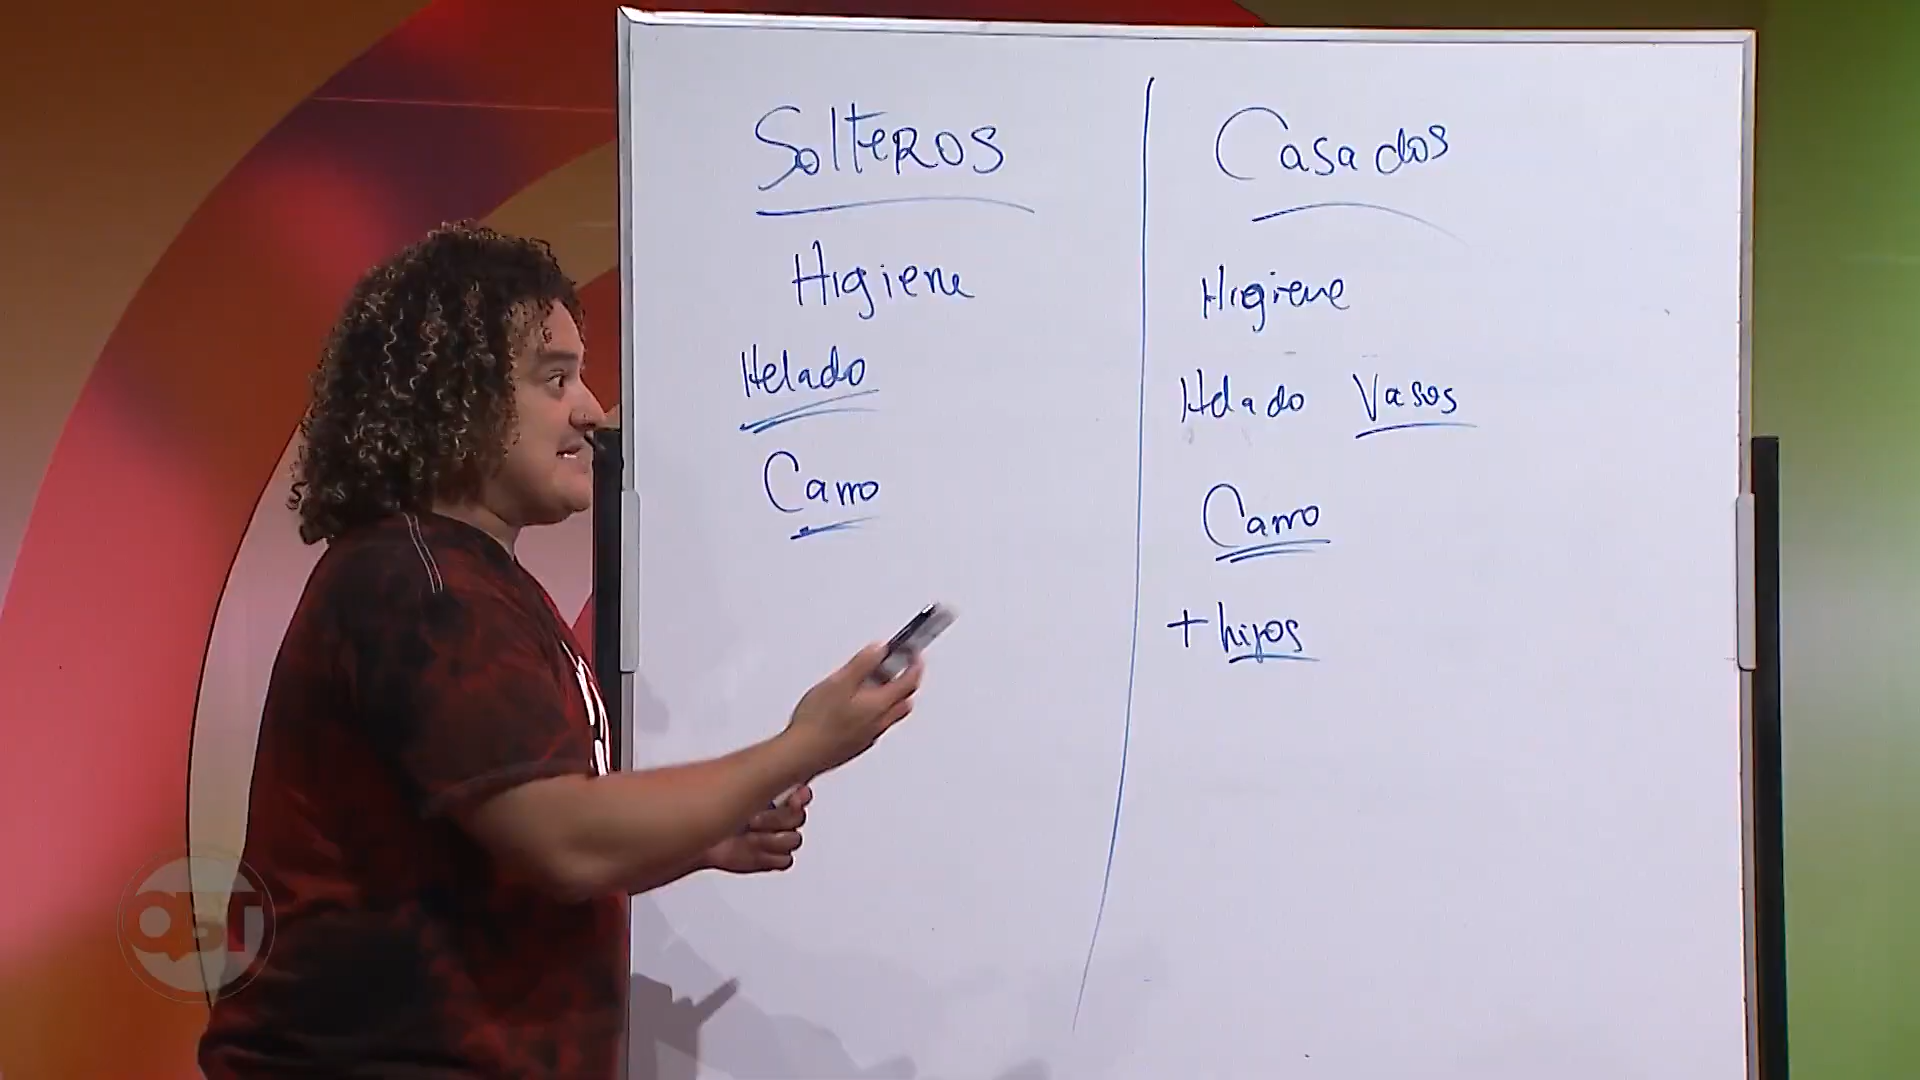 Solteros
Higiene
Helado
Carro
Casados
Higiene
Helado Vasos
Carro
+ hijos